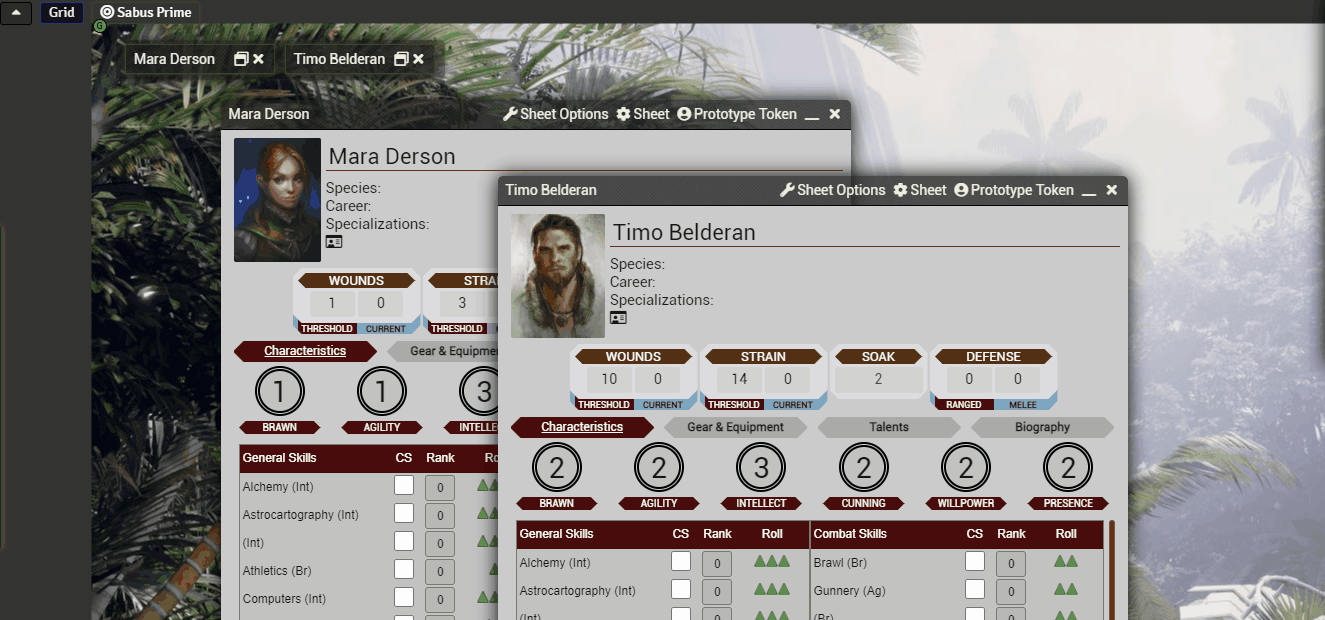 Grid
Sabus Prime
G
Mara Derson
Timo Belderan
Mara Derson
Sheet Options
Sheet
Prototype Token
Mara Derson
Species:
Career:
Specializations:
WOUNDS
1
0
THRESHOLD
CURRENT
STRA
3
THRESHOLD
Characteristics
Gear & Equipme
1
1
3
BRAWN
AGILITY
INTELLE
General Skills
CS
Rank
Ro
Alchemy (Int)
0
Astrocartography (Int)
0
(Int)
0
Athletics (Br)
0
Computers (Int)
0
Timo Belderan
Sheet Options
Sheet
Prototype Token
Timo Belderan
Species:
Career:
Specializations:
WOUNDS
10
0
THRESHOLD
CURRENT
STRAIN
14
0
THRESHOLD
CURRENT
SOAK
2
DEFENSE
0
0
RANGED
MELEE
Characteristics
Gear & Equipment
Talents
Biography
2
2
3
2
2
2
BRAWN
AGILITY
INTELLECT
CUNNING
WILLPOWER
PRESENCE
General Skills
CS
Rank
Roll
Alchemy (Int)
0
Astrocartography (Int)
0
(Int)
0
Combat Skills
CS
Rank
Roll
Brawl (Br)
0
Gunnery (Ag)
0
(Br)
0